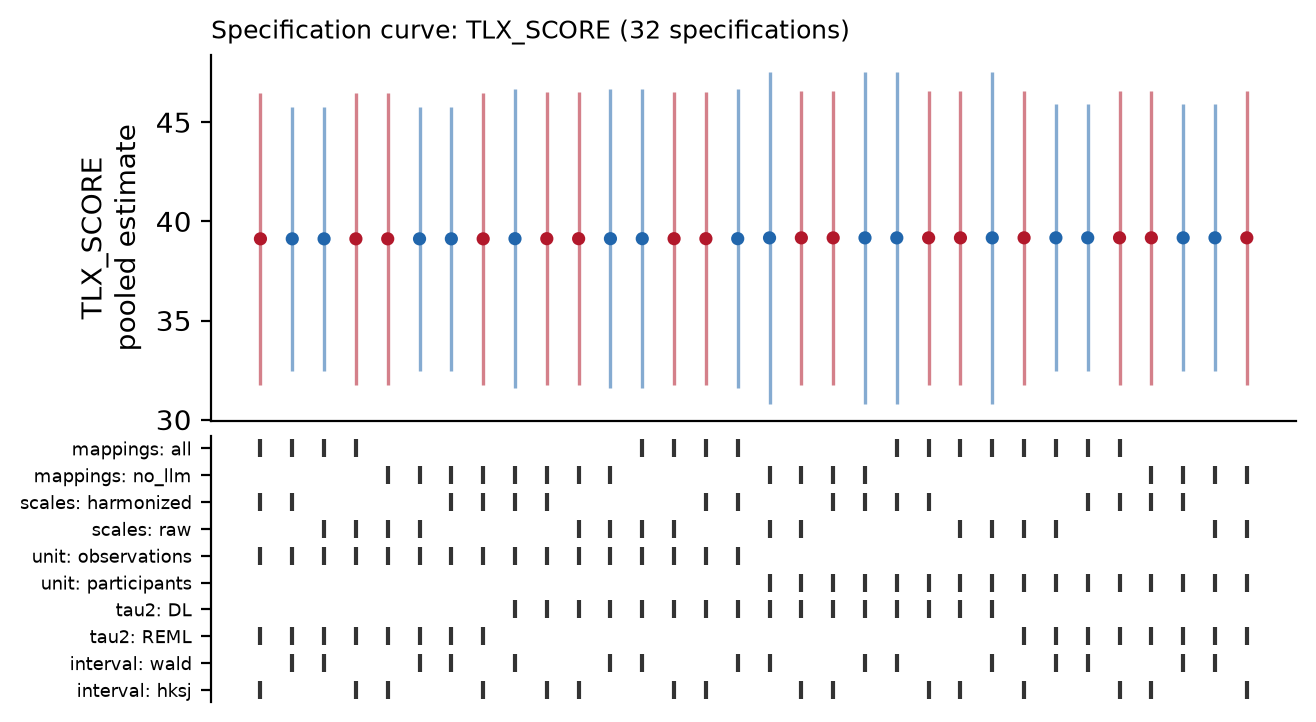 Specification curve: TLX_SCORE (32 specifications)
TLX_SCORE
pooled estimate
45
40
35
30
mappings: all
mappings: no_llm
scales: harmonized
scales: raw
unit: observations
unit: participants
tau2: DL
tau2: REML
interval: wald
interval: hksj